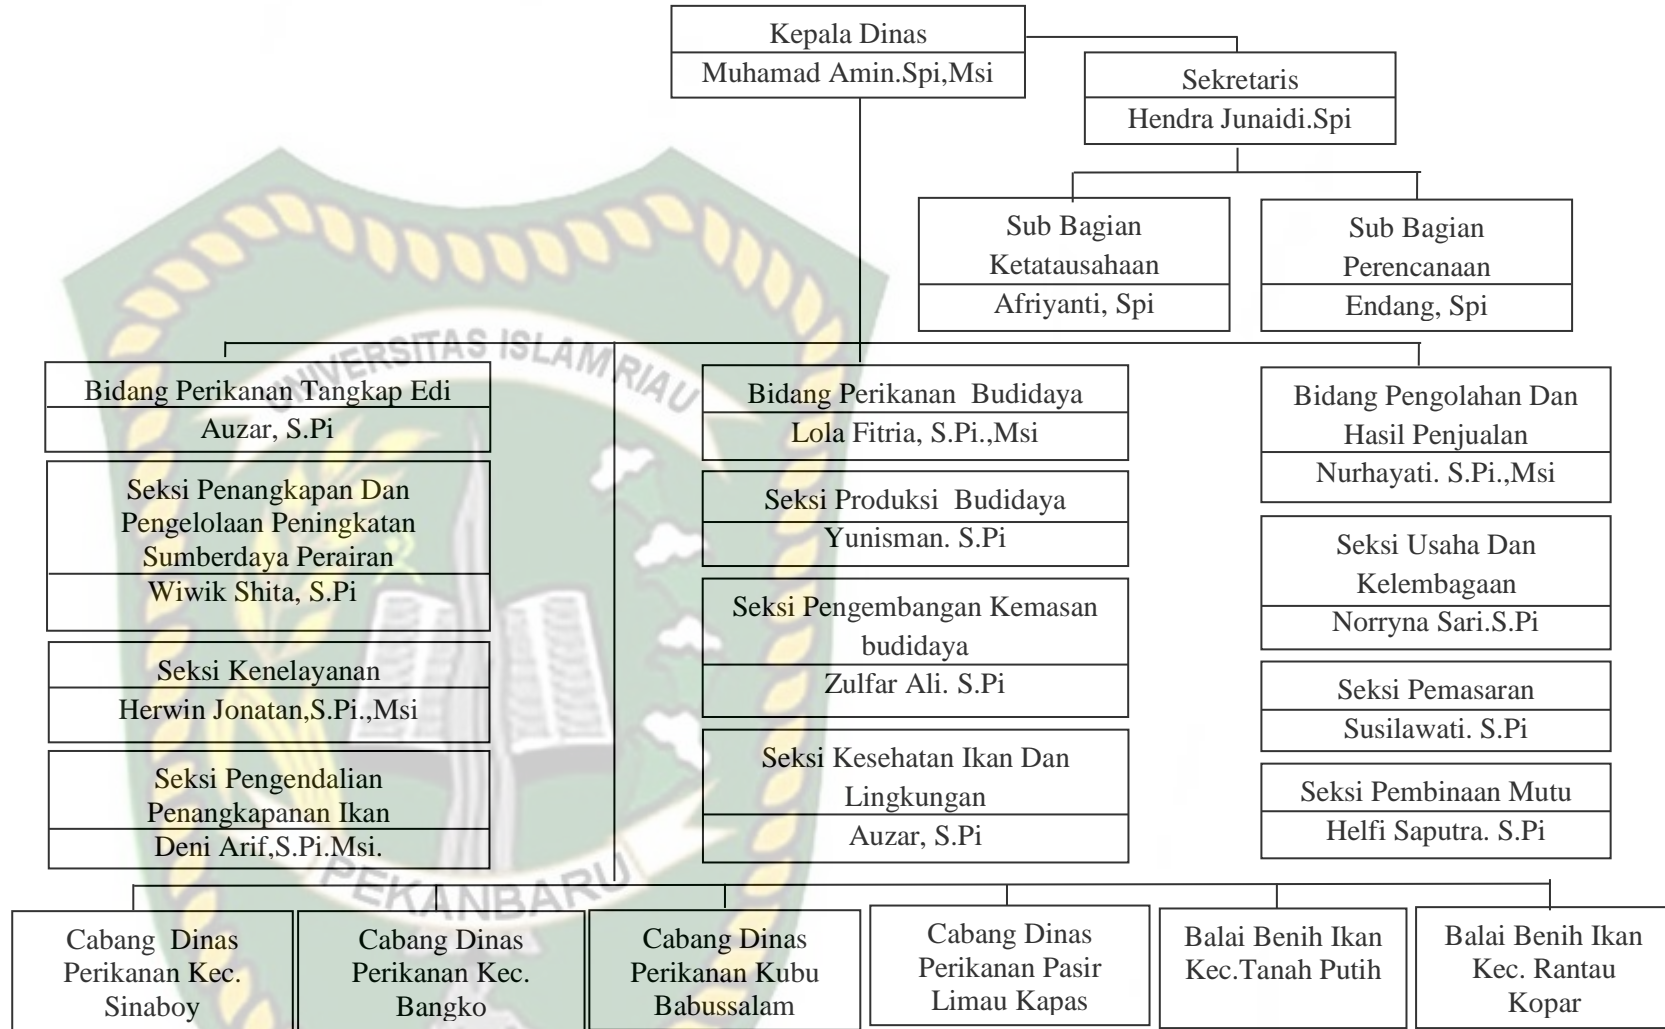 Kepala Dinas
Muhamad Amin.Spi,Msi
Sekretaris
Hendra Junaidi.Spi
Sub Bagian
Ketatausahaan
Afriyanti, Spi
Sub Bagian
Perencanaan
Endang, Spi
UNIVERSITAS ISLAM RIAU
Bidang Perikanan Tangkap Edi
Auzar, S.Pi
Seksi Penangkapan Dan
Pengelolaan Peningkatan
Sumberdaya Perairan
Wiwik Shita, S.Pi
Seksi Kenelayanan
Herwin Jonatan,S.Pi.,Msi
Seksi Pengendalian
Penangkapanan Ikan
Deni Arif,S.Pi.Msi.
Bidang Perikanan  Budidaya
Lola Fitria, S.Pi.,Msi
Seksi Produksi  Budidaya
Yunisman. S.Pi
Seksi Pengembangan Kemasan
budidaya
Zulfar Ali. S.Pi
Seksi Kesehatan Ikan Dan
Lingkungan
Auzar, S.Pi
Bidang Pengolahan Dan
Hasil Penjualan
Nurhayati. S.Pi.,Msi
Seksi Usaha Dan
Kelembagaan
Norryna Sari.S.Pi
Seksi Pemasaran
Susilawati. S.Pi
Seksi Pembinaan Mutu
Helfi Saputra. S.Pi
PEKANBARU
Cabang  Dinas
Perikanan Kec.
Sinaboy
Cabang Dinas
Perikanan Kec.
Bangko
Cabang Dinas
Perikanan Kubu
Babussalam
Cabang Dinas
Perikanan Pasir
Limau Kapas
Balai Benih Ikan
Kec.Tanah Putih
Balai Benih Ikan
Kec. Rantau
Kopar